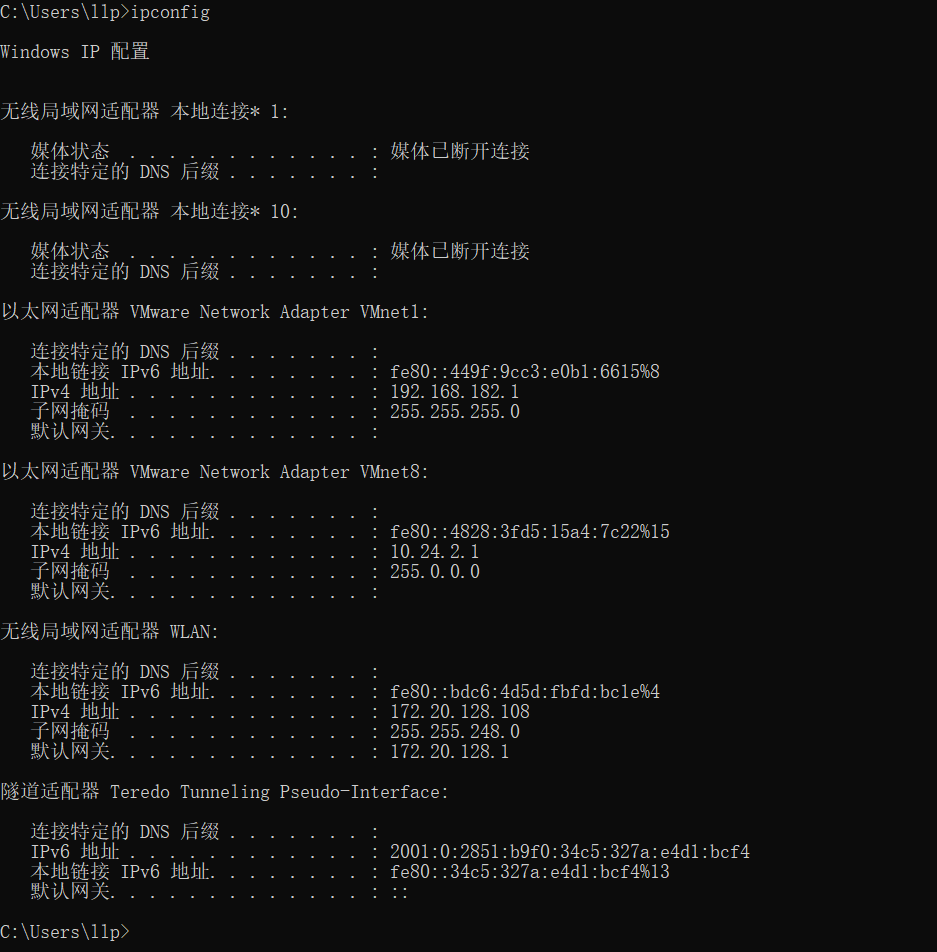 C:\Users\llp>ipconfig
Windows IP 配置
无线局域网适配器 本地连接* 1:
   媒体状态  . . . . . . . . . . . . : 媒体已断开连接
   连接特定的 DNS 后缀 . . . . . . . :
无线局域网适配器 本地连接* 10:
   媒体状态  . . . . . . . . . . . . : 媒体已断开连接
   连接特定的 DNS 后缀 . . . . . . . :
以太网适配器 VMware Network Adapter VMnet1:
   连接特定的 DNS 后缀 . . . . . . . :
   本地链接 IPv6 地址. . . . . . . . : fe80::449f:9cc3:e0b1:6615%8
   IPv4 地址 . . . . . . . . . . . . : 192.168.182.1
   子网掩码  . . . . . . . . . . . . : 255.255.255.0
   默认网关. . . . . . . . . . . . . :
以太网适配器 VMware Network Adapter VMnet8:
   连接特定的 DNS 后缀 . . . . . . . :
   本地链接 IPv6 地址. . . . . . . . : fe80::4828:3fd5:15a4:7c22%15
   IPv4 地址 . . . . . . . . . . . . : 10.24.2.1
   子网掩码  . . . . . . . . . . . . : 255.0.0.0
   默认网关. . . . . . . . . . . . . :
无线局域网适配器 WLAN:
   连接特定的 DNS 后缀 . . . . . . . :
   本地链接 IPv6 地址. . . . . . . . : fe80::bdc6:4d5d:fbfd:bc1e%4
   IPv4 地址 . . . . . . . . . . . . : 172.20.128.108
   子网掩码  . . . . . . . . . . . . : 255.255.248.0
   默认网关. . . . . . . . . . . . . : 172.20.128.1
隧道适配器 Teredo Tunneling Pseudo-Interface:
   连接特定的 DNS 后缀 . . . . . . . :
   IPv6 地址 . . . . . . . . . . . . : 2001:0:2851:b9f0:34c5:327a:e4d1:bcf4
   本地链接 IPv6 地址. . . . . . . . : fe80::34c5:327a:e4d1:bcf4%13
   默认网关. . . . . . . . . . . . . : ::
C:\Users\llp>